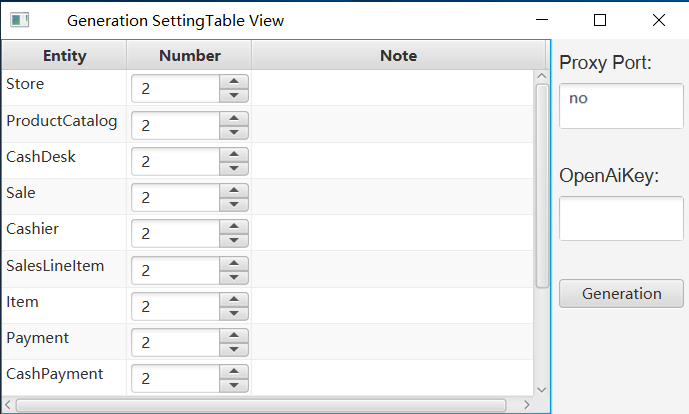 Generation SettingTable View
Entity Number Note
Store 2
ProductCatalog 2
CashDesk 2
Sale 2
Cashier 2
SalesLineItem 2
Item 2
Payment 2
CashPayment 2
Proxy Port:
no
OpenAiKey:
Generation